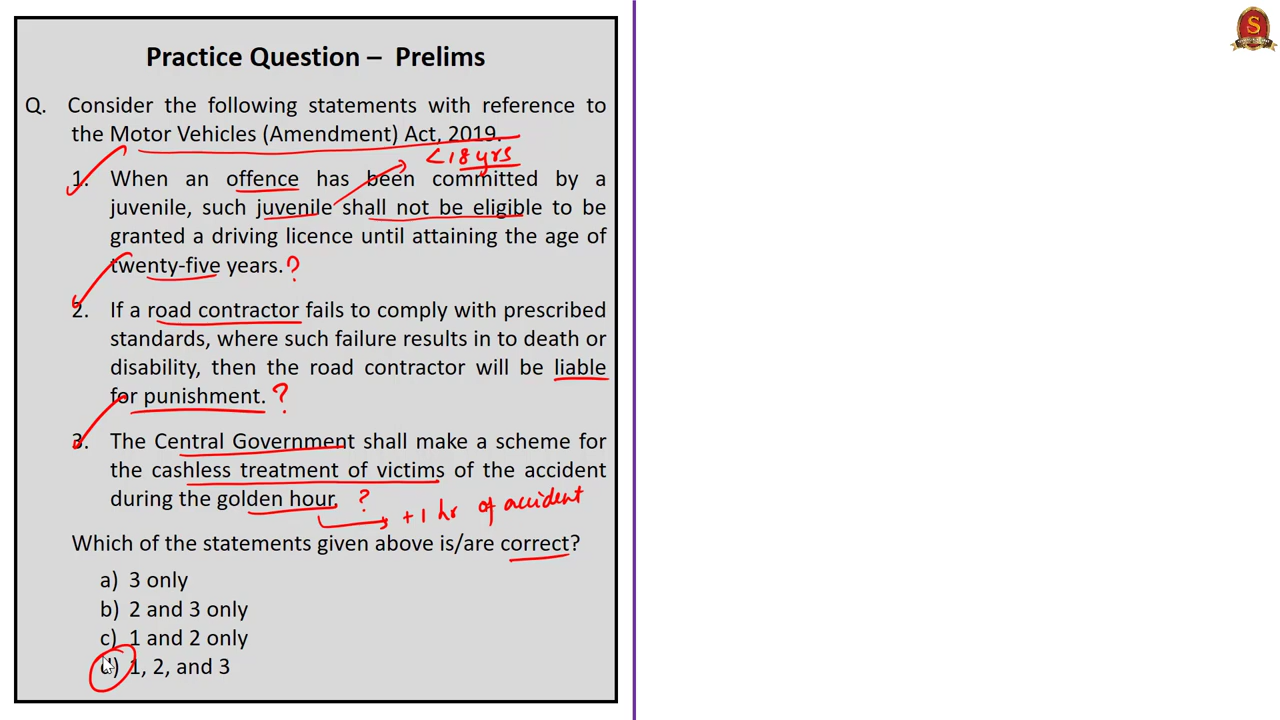 Practice Question – Prelims
S
Q. Consider the following statements with reference to
the Motor Vehicles (Amendment) Act, 2019.
<18 yrs
1. When an offence has been committed by a
juvenile, such juvenile shall not be eligible to be
granted a driving licence until attaining the age of
twenty-five years. ?
2. If a road contractor fails to comply with prescribed
standards, where such failure results in to death or
disability, then the road contractor will be liable
for punishment. ?
3. The Central Government shall make a scheme for
the cashless treatment of victims of the accident
during the golden hour. ?
+1 hr of accident
Which of the statements given above is/are correct?
a) 3 only
b) 2 and 3 only
c) 1 and 2 only
d) 1, 2, and 3